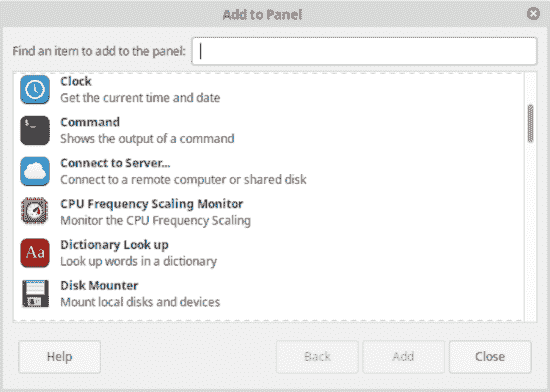 Add to Panel
Find an item to add to the panel:
Clock
Get the current time and date
$_
Command
Shows the output of a command
Connect to Server...
Connect to a remote computer or shared disk
CPU Frequency Scaling Monitor
Monitor the CPU Frequency Scaling
Aa
Dictionary Look up
Look up words in a dictionary
Disk Mounter
Mount local disks and devices
Help
Back
Add
Close